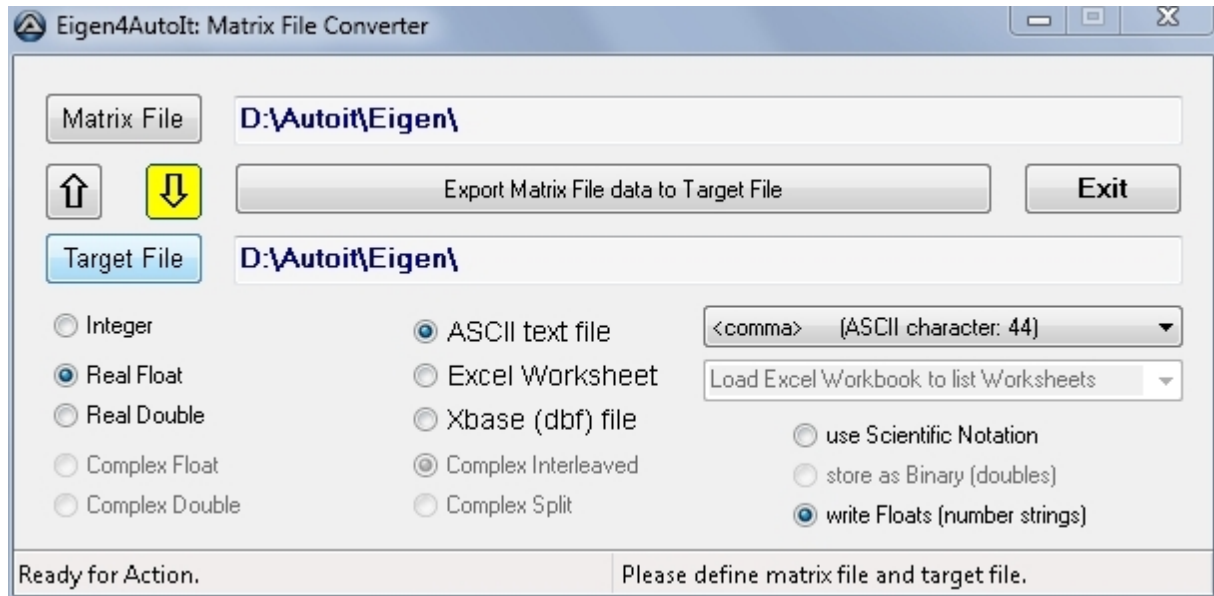 Eigen4AutoIt: Matrix File Converter
Matrix File D:\Autoit\Eigen\
Export Matrix File data to Target File Exit
Target File D:\Autoit\Eigen\
Integer ASCII text file <comma> (ASCII character: 44)
Real Float Excel Worksheet Load Excel Workbook to list Worksheets
Real Double Xbase (dbf) file use Scientific Notation
Complex Float Complex Interleaved store as Binary (doubles)
Complex Double Complex Split write Floats (number strings)
Ready for Action. Please define matrix file and target file.